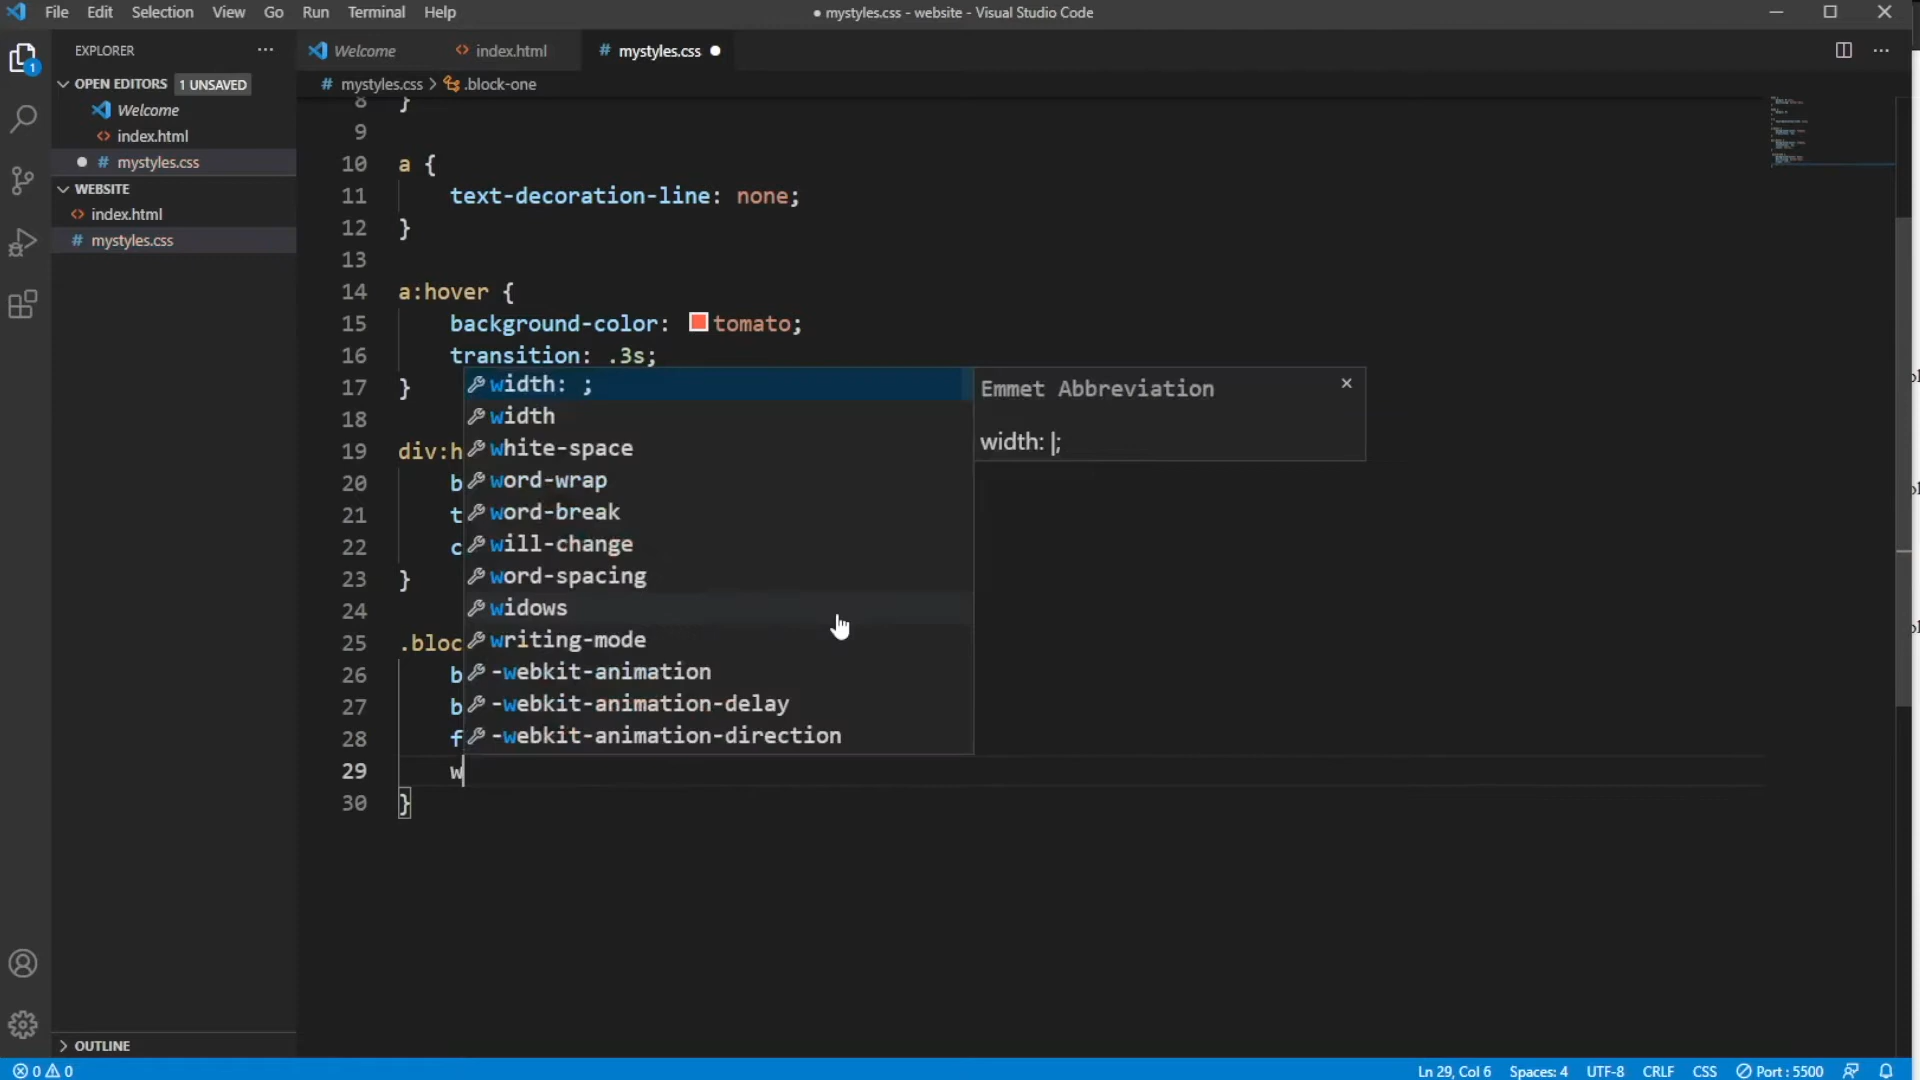 File Edit Selection View Go Run Terminal Help
● mystyles.css - website - Visual Studio Code
EXPLORER
OPEN EDITORS 1 UNSAVED
Welcome
index.html
mystyles.css
WEBSITE
index.html
mystyles.css
OUTLINE
1
Welcome index.html mystyles.css
mystyles.css > .block-one
8 }
9
10 a {
11 text-decoration-line: none;
12 }
13
14 a:hover {
15 background-color: tomato;
16 transition: .3s;
17 }
18
19 div:h
20 b
21 t
22 c
23 }
24
25 .bloc
26 b
27 b
28 f
29 w
30 }
width: ;
width
white-space
word-wrap
word-break
will-change
word-spacing
widows
writing-mode
-webkit-animation
-webkit-animation-delay
-webkit-animation-direction
Emmet Abbreviation
width: |;
0 0
Ln 29, Col 6 Spaces: 4 UTF-8 CRLF CSS Port : 5500